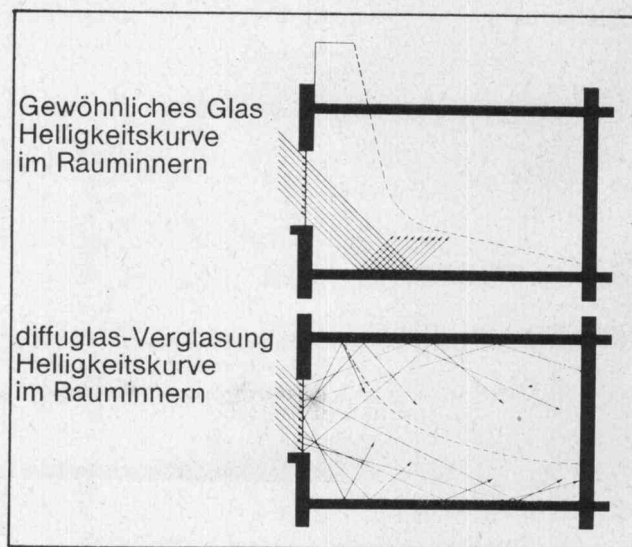 Gewöhnliches Glas
Helligkeitskurve
im Rauminnern
diffuglas-Verglasung
Helligkeitskurve
im Rauminnern